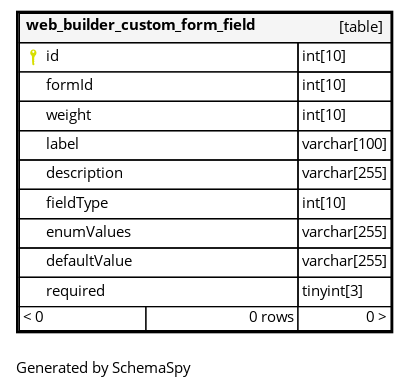 web_builder_custom_form_field [table]
id int[10]
formId int[10]
weight int[10]
label varchar[100]
description varchar[255]
fieldType int[10]
enumValues varchar[255]
defaultValue varchar[255]
required tinyint[3]
< 0 0 rows 0 >
Generated by SchemaSpy